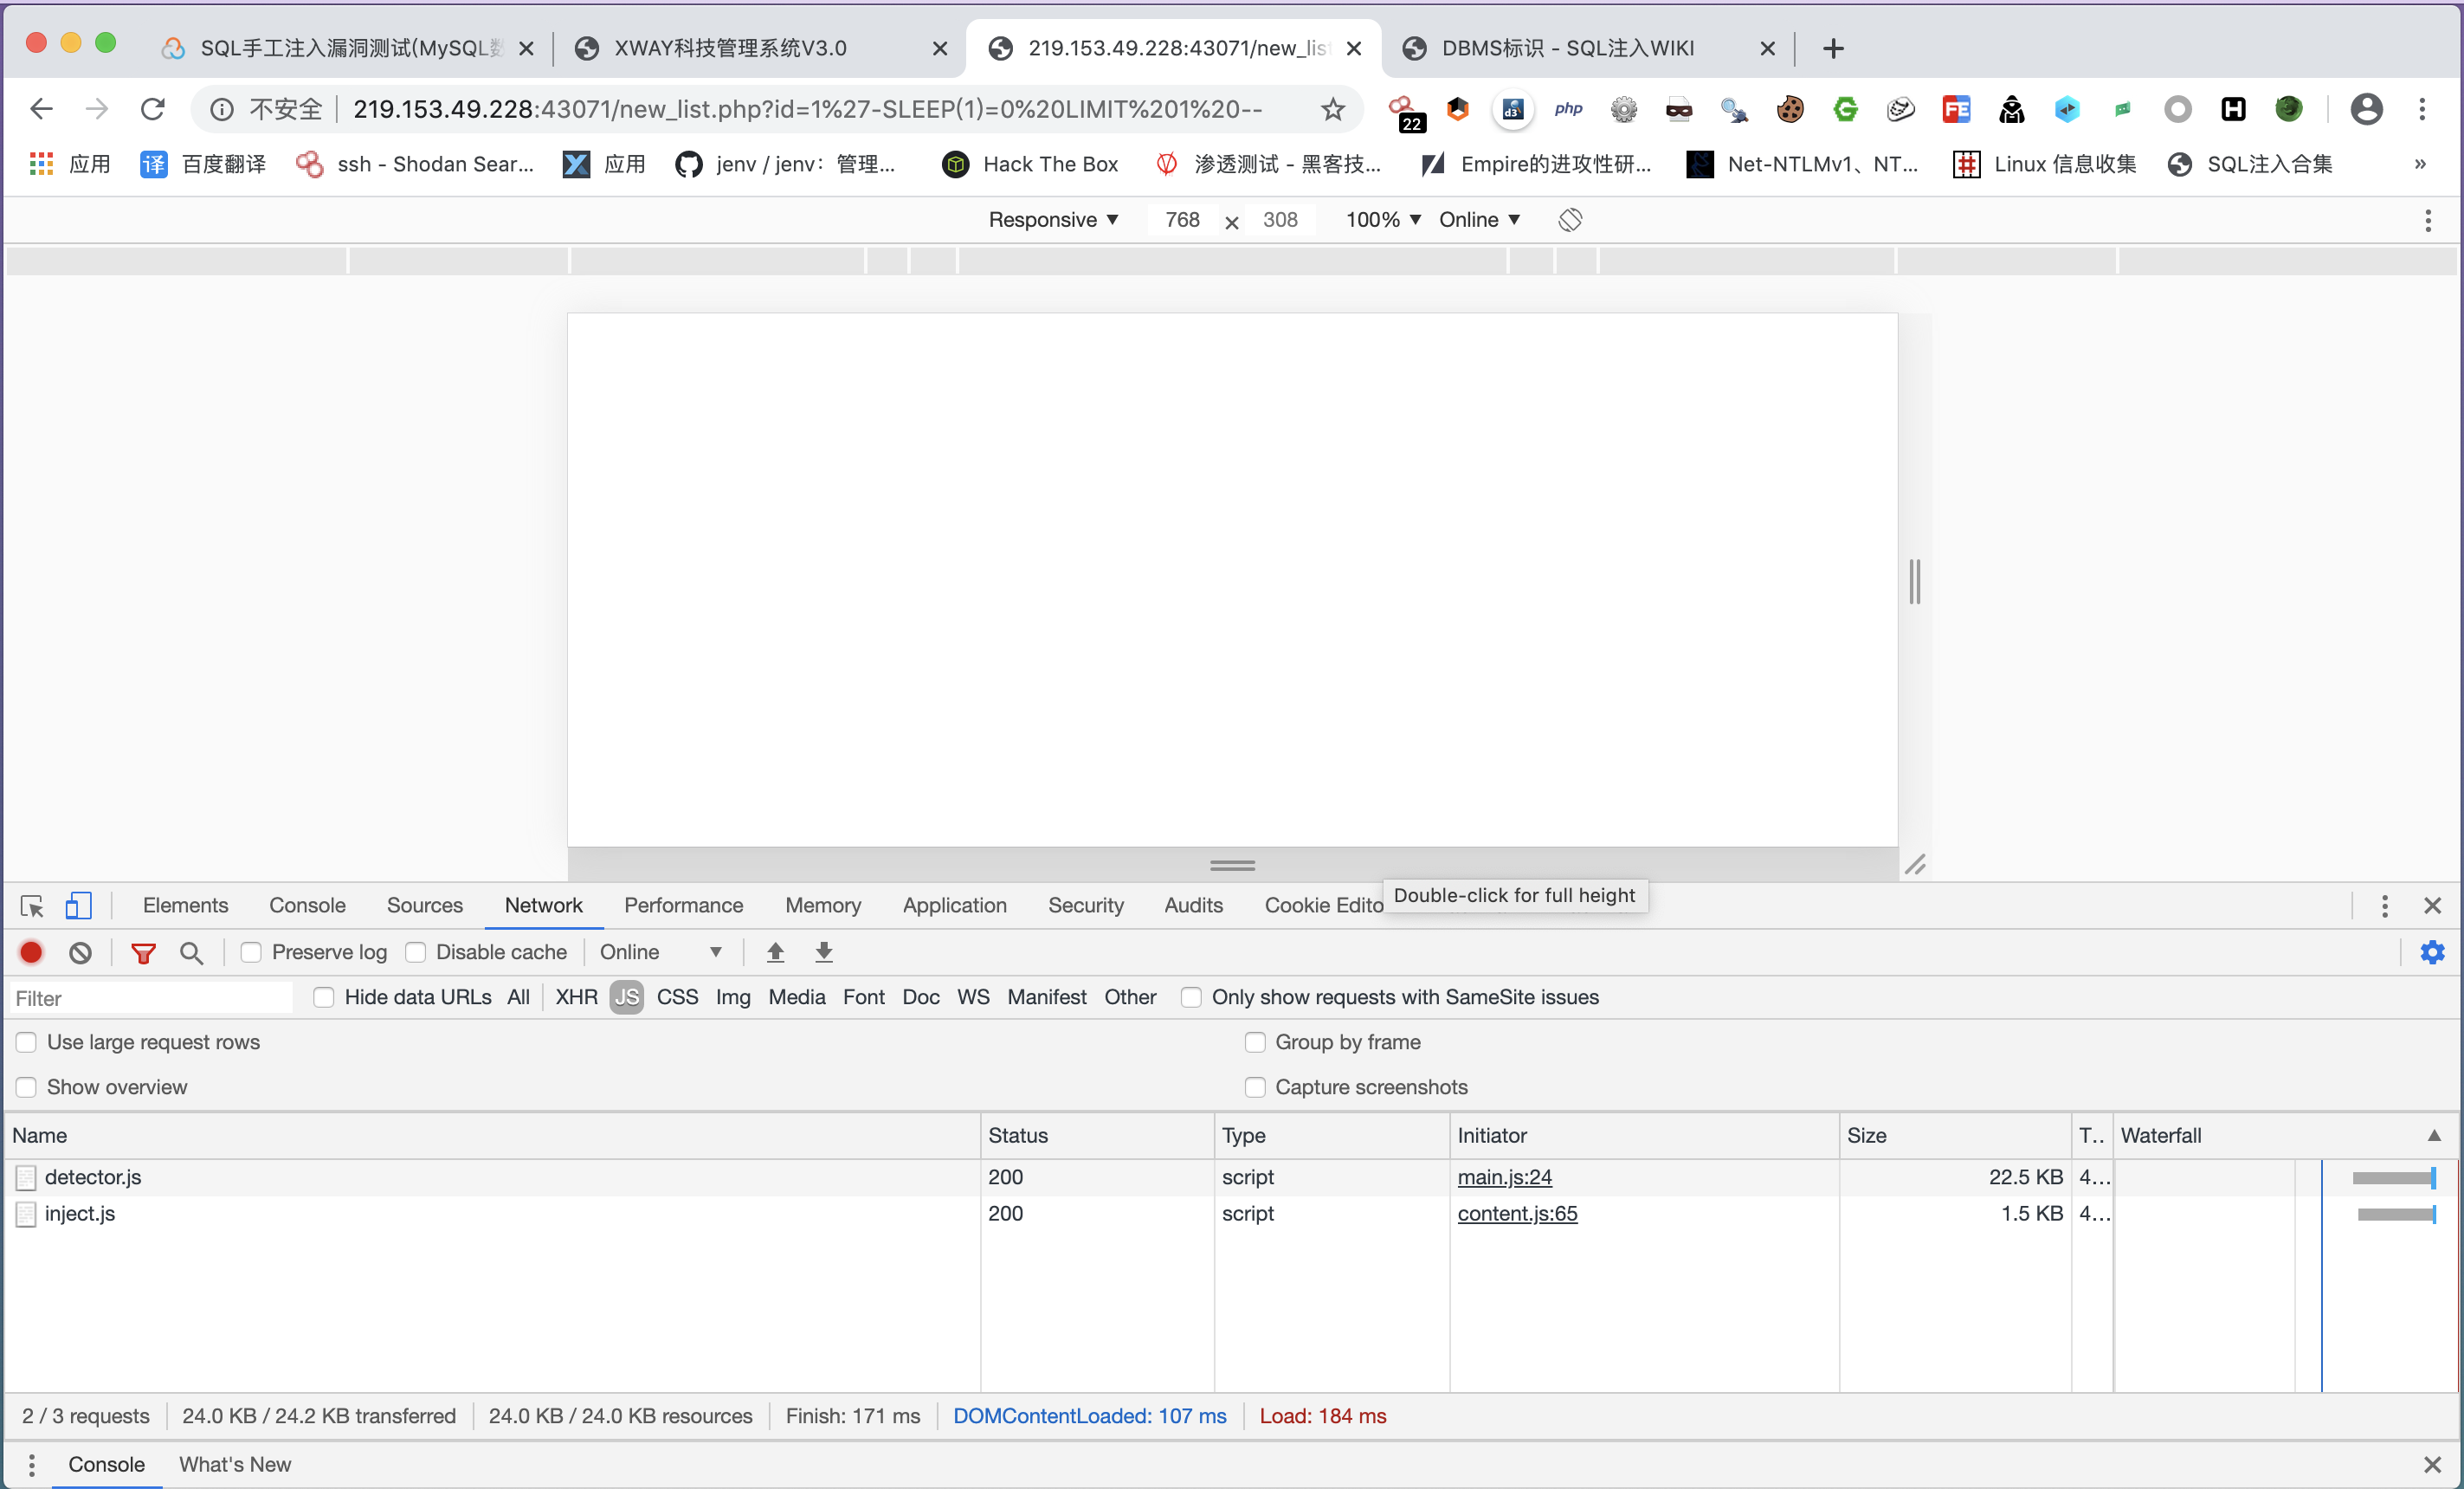 SQL手工注入漏洞测试(MySQL数
XWAY科技管理系统V3.0
219.153.49.228:43071/new_lis
DBMS标识 - SQL注入WIKI
不安全
219.153.49.228:43071/new_list.php?id=1%27-SLEEP(1)=0%20LIMIT%201%20--
22
d3
php
FE
H
应用
译 百度翻译
ssh - Shodan Sear...
应用
jenv / jenv: 管理...
Hack The Box
渗透测试 - 黑客技...
Empire的进攻性研...
Net-NTLMv1、NT...
Linux 信息收集
SQL注入合集
»
Responsive ▼ 768 × 308 100% ▼ Online ▼
Elements Console Sources Network Performance Memory Application Security Audits Cookie Edito
Double-click for full height
Preserve log Disable cache Online ▼
Filter Hide data URLs All XHR JS CSS Img Media Font Doc WS Manifest Other Only show requests with SameSite issues
Use large request rows Group by frame
Show overview Capture screenshots
Name Status Type Initiator Size T.. Waterfall ▲
detector.js 200 script main.js:24 22.5 KB 4...
inject.js 200 script content.js:65 1.5 KB 4...
2 / 3 requests 24.0 KB / 24.2 KB transferred 24.0 KB / 24.0 KB resources Finish: 171 ms DOMContentLoaded: 107 ms Load: 184 ms
Console What's New